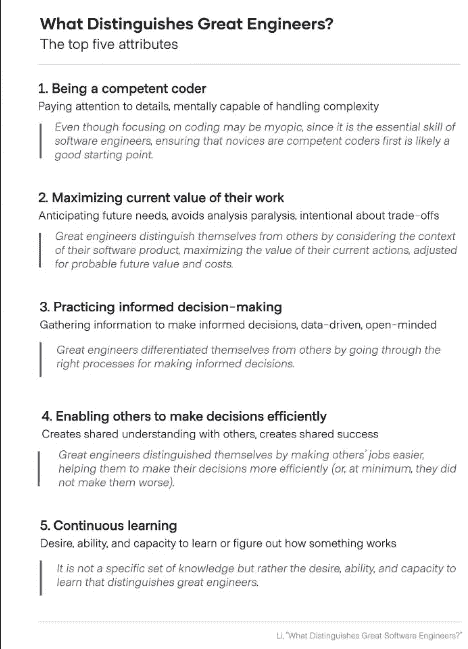 What Distinguishes Great Engineers?
The top five attributes
1. Being a competent coder
Paying attention to details, mentally capable of handling complexity
Even though focusing on coding may be myopic, since it is the essential skill of
software engineers, ensuring that novices are competent coders first is likely a
good starting point.
2. Maximizing current value of their work
Anticipating future needs, avoids analysis paralysis, intentional about trade-offs
Great engineers distinguish themselves from others by considering the context
of their software product, maximizing the value of their current actions, adjusted
for probable future value and costs.
3. Practicing informed decision-making
Gathering information to make informed decisions, data-driven, open-minded
Great engineers differentiated themselves from others by going through the
right processes for making informed decisions.
4. Enabling others to make decisions efficiently
Creates shared understanding with others, creates shared success
Great engineers distinguished themselves by making others' jobs easier,
helping them to make their decisions more efficiently (or, at minimum, they did
not make them worse).
5. Continuous learning
Desire, ability, and capacity to learn or figure out how something works
It is not a specific set of knowledge but rather the desire, ability, and capacity to
learn that distinguishes great engineers.
Li, "What Distinguishes Great Software Engineers?"